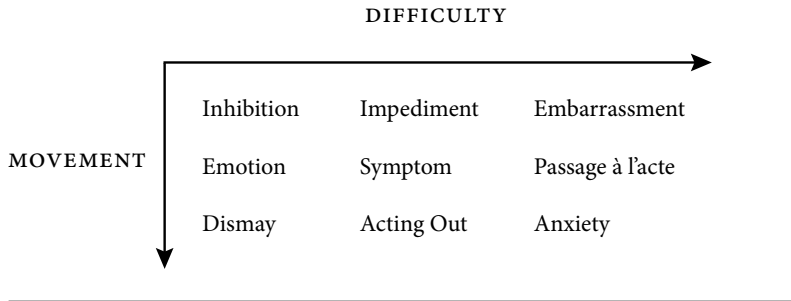 DIFFICULTY
Inhibition Impediment Embarrassment
MOVEMENT
Emotion Symptom Passage à l’acte
Dismay Acting Out Anxiety